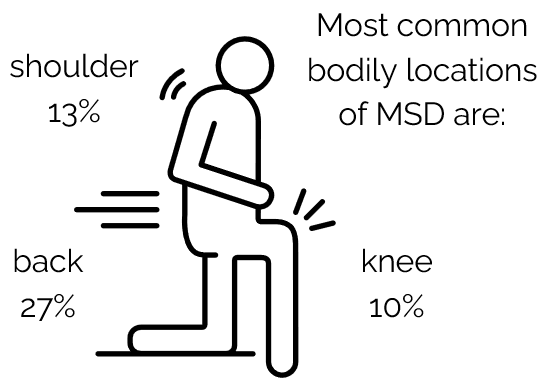 Most common
bodily locations
of MSD are:
shoulder
13%
back
27%
knee
10%